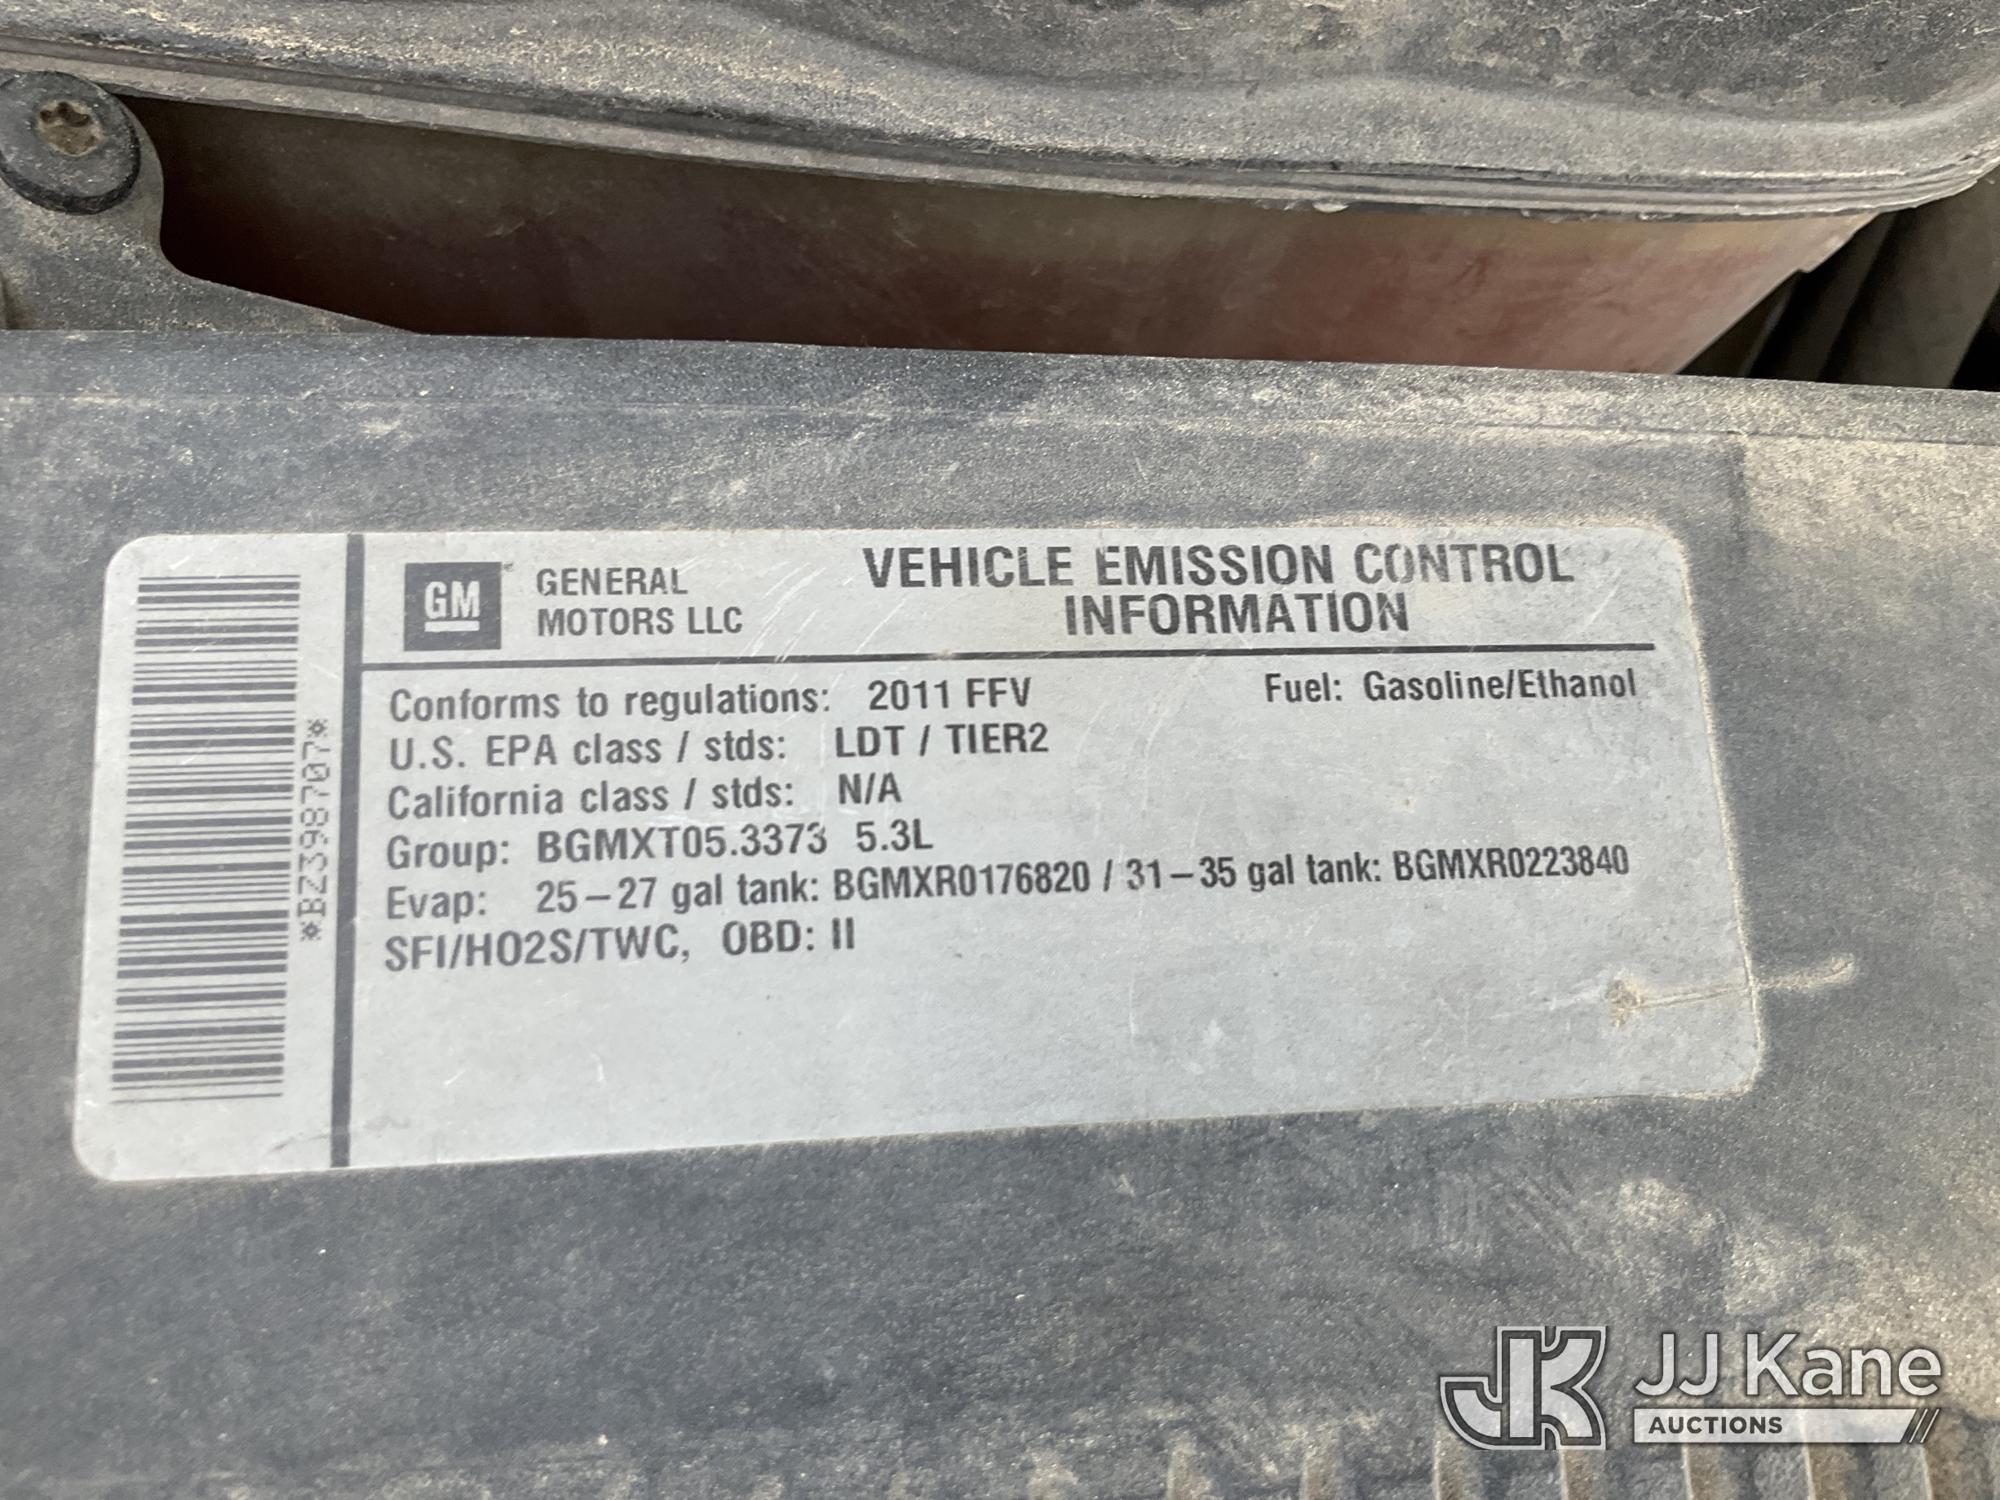 GM
GENERAL
MOTORS LLC
VEHICLE EMISSION CONTROL
INFORMATION
Conforms to regulations: 2011 FFV
Fuel: Gasoline/Ethanol
U.S. EPA class / stds: LDT / TIER2
California class / stds: N/A
Group: BGMXT05.3373 5.3L
Evap: 25–27 gal tank: BGMXR0176820 / 31–35 gal tank: BGMXR0223840
SFI/HO2S/TWC, OBD: II
*BZ398707*
JK JJ Kane
AUCTIONS